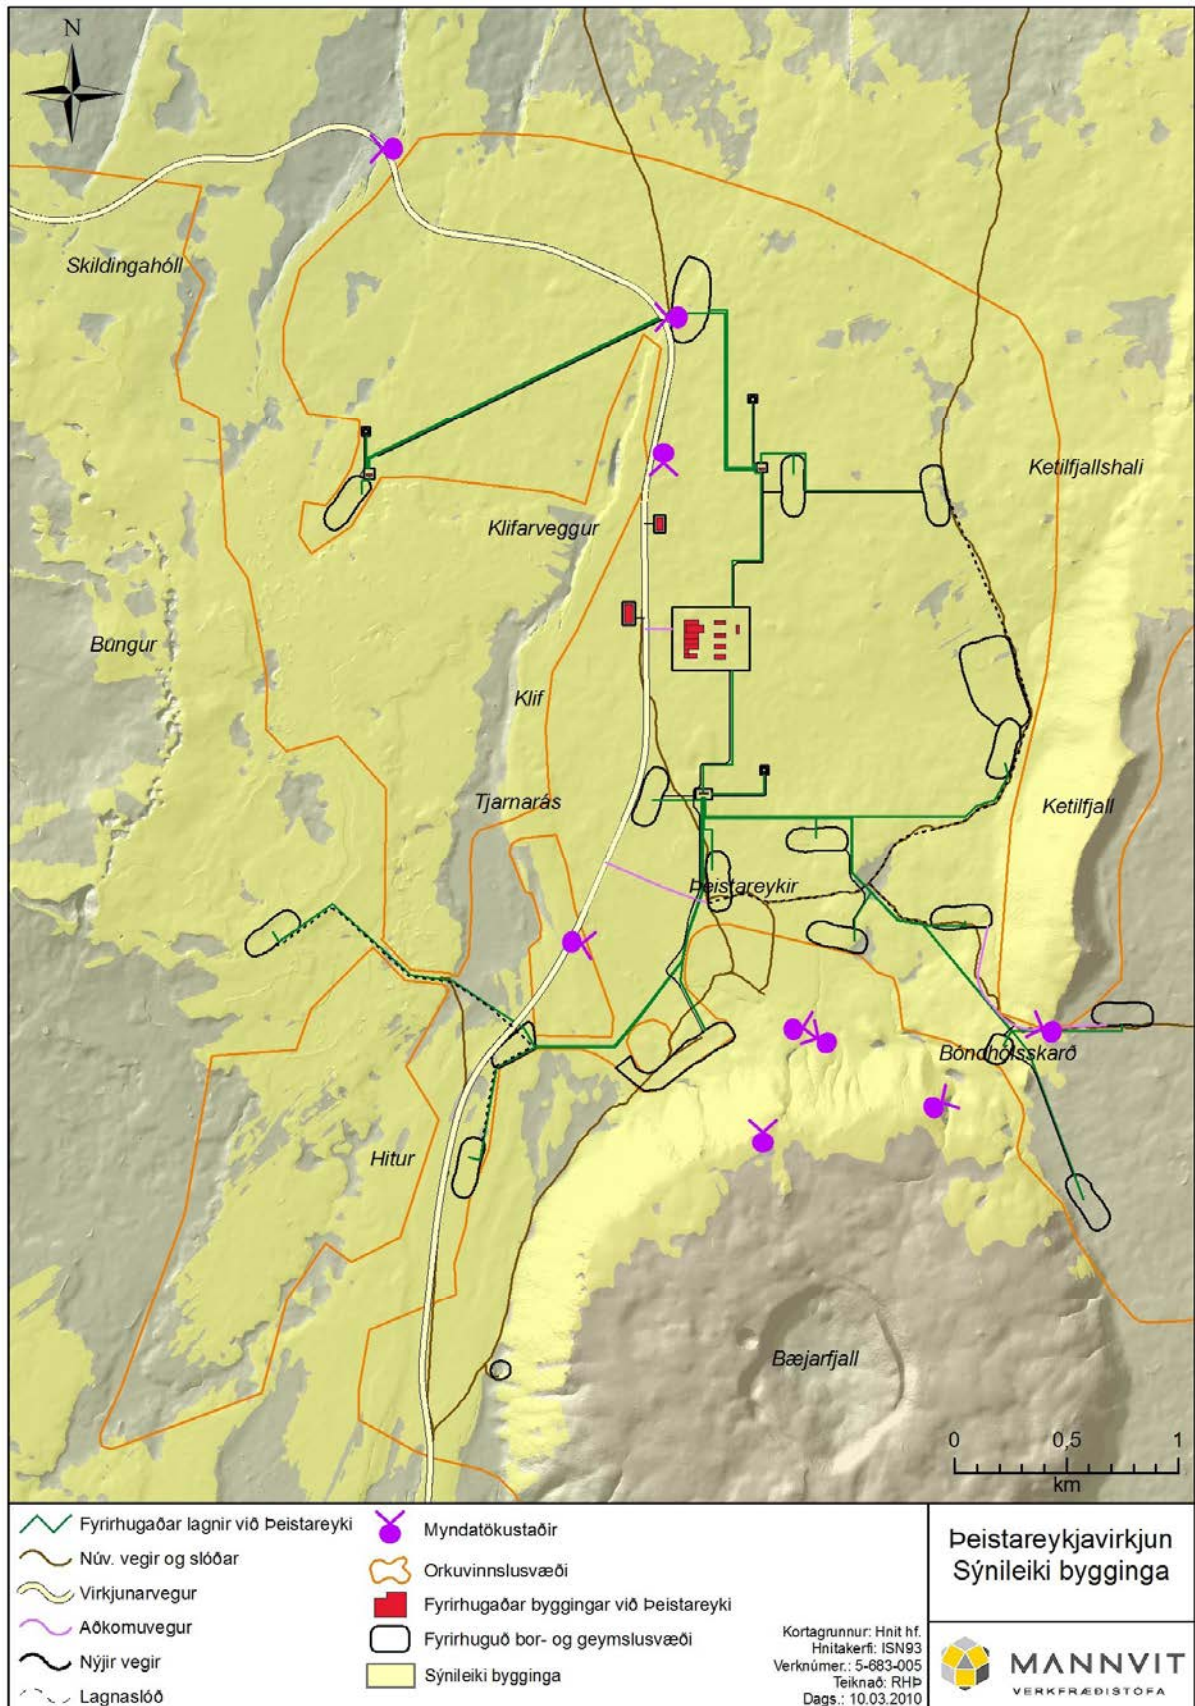 N
Skildingahóll
Ketilfjallshali
Klifarveggur
Bungur
Klif
Tjarnarás
Ketilfjall
Þeistareykir
Bóndhólsskarð
Hitur
Bæjarfjall
0 0,5 1
km
Fyrirhugaðar lagnir við Þeistareyki
Núv. vegir og slóðar
Virkjunarvegur
Aðkomuvegur
Nýjir vegir
Lagnaslóð
Myndatökustaðir
Orkuvinnslusvæði
Fyrirhugaðar byggingar við Þeistareyki
Fyrirhuguð bor- og geymslusvæði
Sýnileiki bygginga
Kortagrunnur: Hnit hf.
Hnitakerfi: ISN93
Verknúmer.: 5-683-005
Teiknað: RHÞ
Dags.: 10.03.2010
Þeistareykjavirkjun
Sýnileiki bygginga
MANNVIT
VERKFRÆÐISTOFA